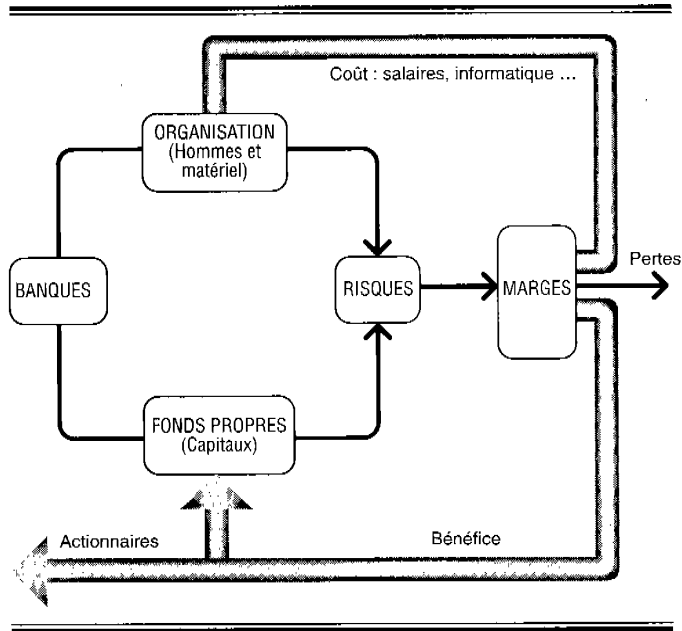 Coût : salaires, informatique ...
ORGANISATION
(Hommes et
matériel)
BANQUES
RISQUES
MARGES
Pertes
FONDS PROPRES
(Capitaux)
Actionnaires
Bénéfice